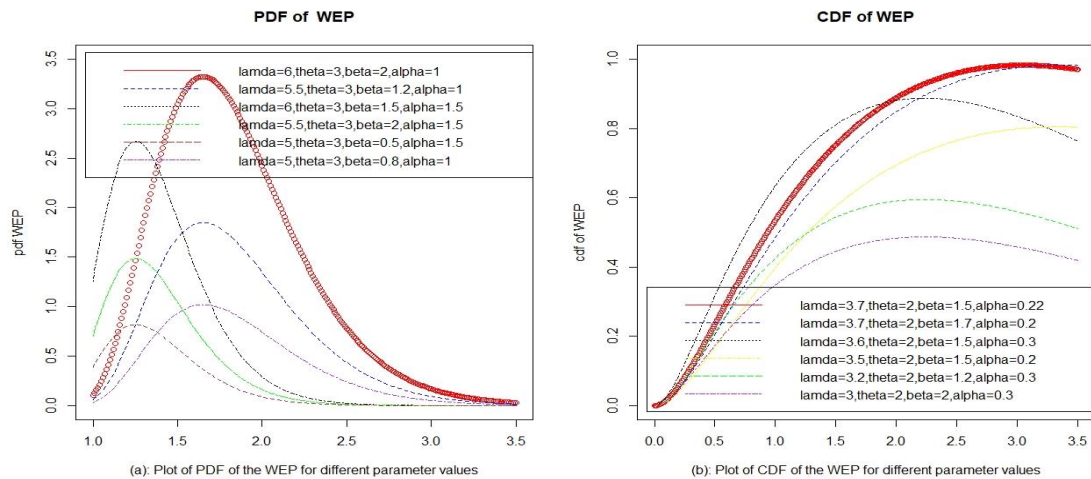 PDF of WEP
3.5
3.0
2.5
2.0
1.5
1.0
0.5
0.0
pdf WEP
lamda=6,theta=3,beta=2,alpha=1
lamda=5.5,theta=3,beta=1.2,alpha=1
lamda=6,theta=3,beta=1.5,alpha=1.5
lamda=5.5,theta=3,beta=2,alpha=1.5
lamda=5,theta=3,beta=0.5,alpha=1.5
lamda=5,theta=3,beta=0.8,alpha=1
1.0 1.5 2.0 2.5 3.0 3.5
(a): Plot of PDF of the WEP for different parameter values
CDF of WEP
1.0
0.8
0.6
0.4
0.2
0.0
cdf of WEP
lamda=3.7,theta=2,beta=1.5,alpha=0.22
lamda=3.7,theta=2,beta=1.7,alpha=0.2
lamda=3.6,theta=2,beta=1.5,alpha=0.3
lamda=3.5,theta=2,beta=1.5,alpha=0.2
lamda=3.2,theta=2,beta=1.2,alpha=0.3
lamda=3,theta=2,beta=2,alpha=0.3
0.0 0.5 1.0 1.5 2.0 2.5 3.0 3.5
(b): Plot of CDF of the WEP for different parameter values